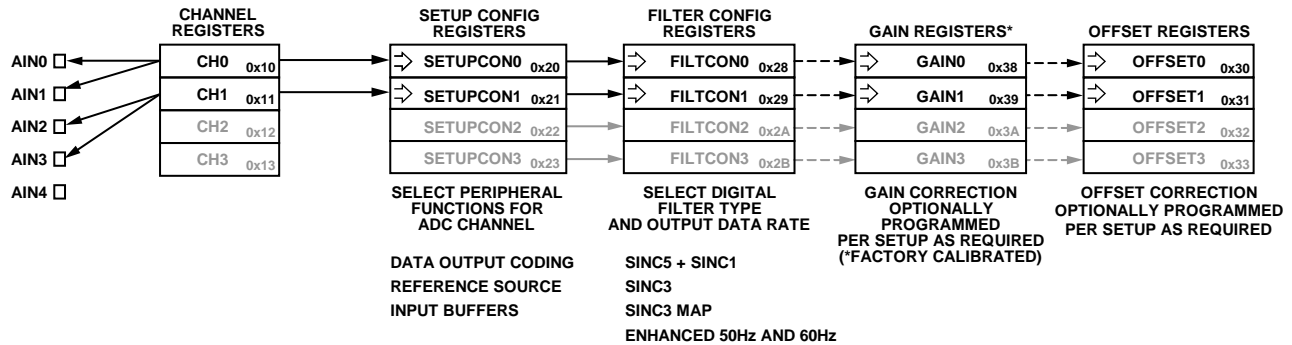 CHANNEL
REGISTERS
SETUP CONFIG
REGISTERS
FILTER CONFIG
REGISTERS
GAIN REGISTERS*
OFFSET REGISTERS
AIN0
AIN1
AIN2
AIN3
AIN4
CH0 0x10
CH1 0x11
CH2 0x12
CH3 0x13
SETUPCON0 0x20
SETUPCON1 0x21
SETUPCON2 0x22
SETUPCON3 0x23
FILTCON0 0x28
FILTCON1 0x29
FILTCON2 0x2A
FILTCON3 0x2B
GAIN0 0x38
GAIN1 0x39
GAIN2 0x3A
GAIN3 0x3B
OFFSET0 0x30
OFFSET1 0x31
OFFSET2 0x32
OFFSET3 0x33
SELECT PERIPHERAL
FUNCTIONS FOR
ADC CHANNEL
SELECT DIGITAL
FILTER TYPE
AND OUTPUT DATA RATE
GAIN CORRECTION
OPTIONALLY
PROGRAMMED
PER SETUP AS REQUIRED
(*FACTORY CALIBRATED)
OFFSET CORRECTION
OPTIONALLY PROGRAMMED
PER SETUP AS REQUIRED
DATA OUTPUT CODING
REFERENCE SOURCE
INPUT BUFFERS
SINC5 + SINC1
SINC3
SINC3 MAP
ENHANCED 50Hz AND 60Hz